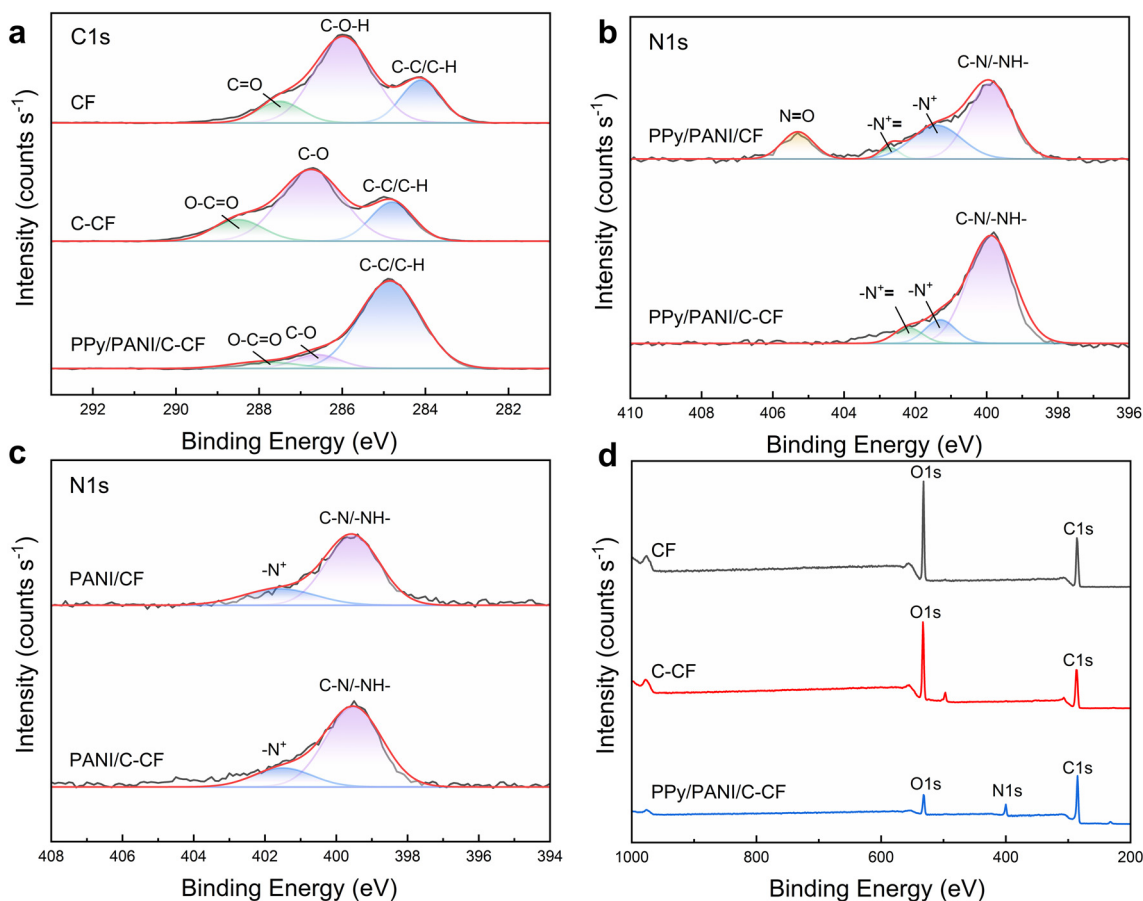 a
C1s
CF
C=O
C-O-H
C-C/C-H
C-CF
O-C=O
C-O
C-C/C-H
PPy/PANI/C-CF
O-C=O
C-O
C-C/C-H
Intensity (counts s⁻¹)
292 290 288 286 284 282
Binding Energy (eV)
b
N1s
PPy/PANI/CF
N=O
-N⁺=
-N⁺
C-N/-NH-
PPy/PANI/C-CF
-N⁺=
-N⁺
C-N/-NH-
Intensity (counts s⁻¹)
410 408 406 404 402 400 398 396
Binding Energy (eV)
c
N1s
PANI/CF
-N⁺
C-N/-NH-
PANI/C-CF
-N⁺
C-N/-NH-
Intensity (counts s⁻¹)
408 406 404 402 400 398 396 394
Binding Energy (eV)
d
CF
O1s
C1s
C-CF
O1s
C1s
PPy/PANI/C-CF
O1s
N1s
C1s
Intensity (counts s⁻¹)
1000 800 600 400 200
Binding Energy (eV)